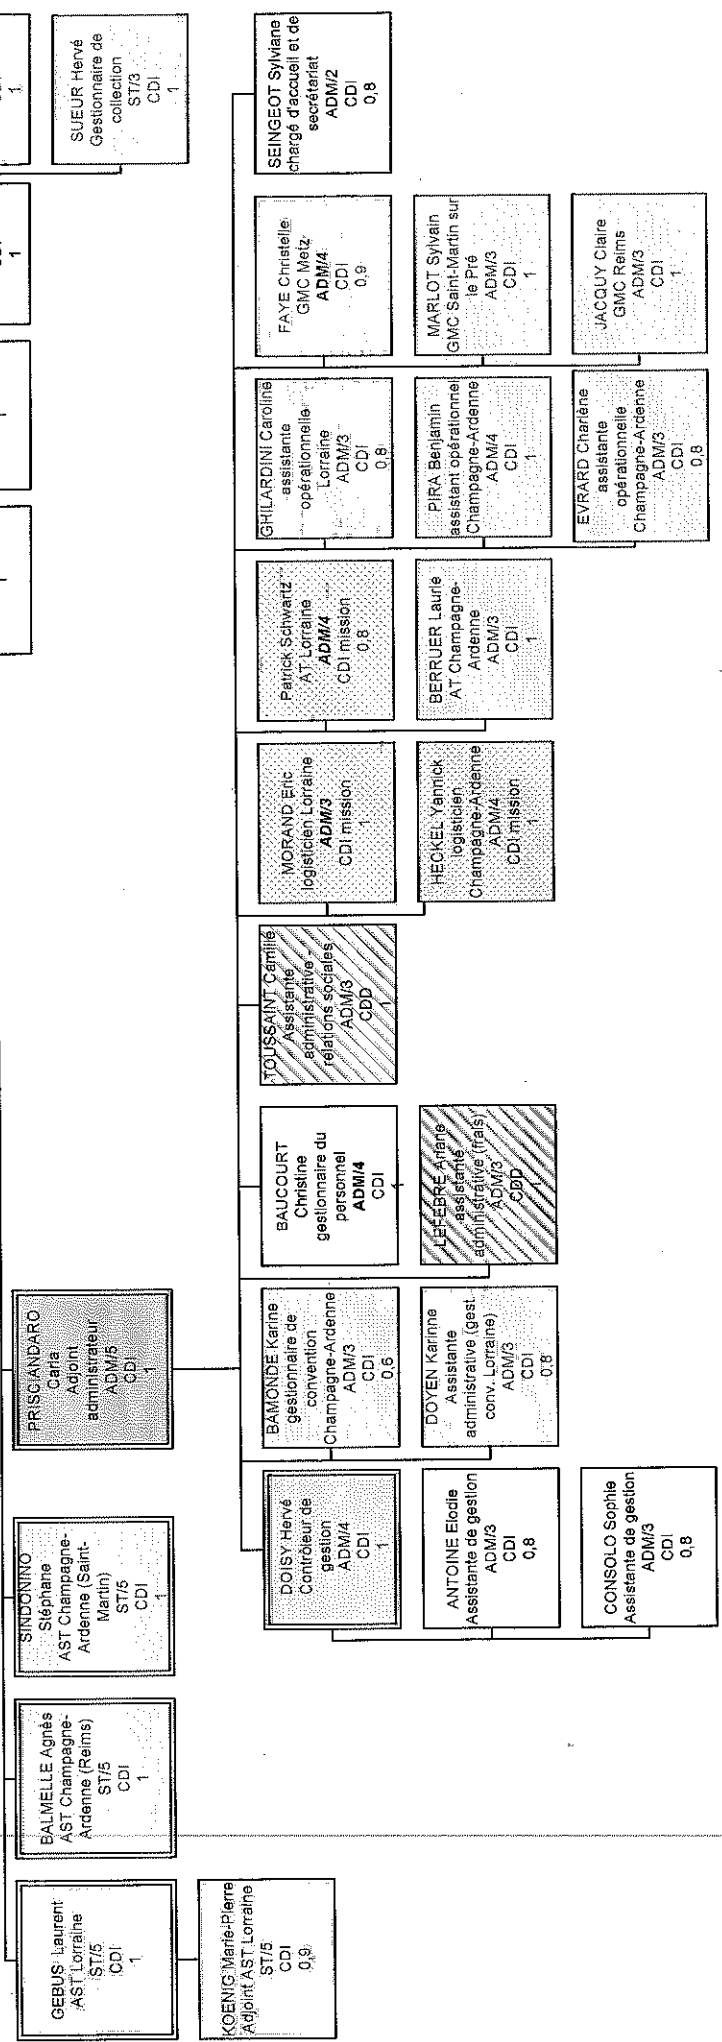 SUEUR Hervé
Gestionnaire de
collection
ST/3
CDI
1
1
GEBUS Laurent
AST Lorraine
ST/5
CDI
1
KOENIG Marie-Pierre
Adjoint AST Lorraine
ST/5
CDI
0,9
BALMELLE Agnès
AST Champagne-
Ardenne (Reims)
ST/5
CDI
1
SINDONINO
Stéphane
AST Champagne-
Ardenne (Saint-
Martin)
ST/5
CDI
1
PRISCIANDARO
Carla
Adjoint
administrateur
ADM/5
CDI
1
DOISY Hervé
Contrôleur de
gestion
ADM/4
CDI
1
ANTOINE Elodie
Assistante de gestion
ADM/3
CDI
0,8
CONSOLO Sophie
Assistante de gestion
ADM/3
CDI
0,8
BAMONDE Karine
gestionnaire de
convention
Champagne-Ardenne
ADM/3
CDI
0,6
DOYEN Karinne
Assistante
administrative (gest.
conv. Lorraine)
ADM/3
CDI
0,8
BAUCOURT
Christine
gestionnaire du
personnel
ADM/4
CDI
1
LEFEBRE Ariane
assistante
administrative (frais)
ADM/3
CDD
1
TOUSSAINT Camille
Assistante
administrative -
relations sociales
ADM/3
CDD
1
MORAND Eric
logisticien Lorraine
ADM/3
CDI mission
1
HECKEL Yannick
logisticien
Champagne-Ardenne
ADM/4
CDI mission
1
Patrick Schwartz
AT Lorraine
ADM/4
CDI mission
0,8
BERRUER Laurie
AT Champagne-
Ardenne
ADM/3
CDI
1
GHILARDINI Caroline
assistante
opérationnelle
Lorraine
ADM/3
CDI
0,8
PIRA Benjamin
assistant opérationnel
Champagne-Ardenne
ADM/4
CDI
1
EVRARD Charlène
assistante
opérationnelle
Champagne-Ardenne
ADM/3
CDI
0,8
FAYE Christelle
GMC Metz
ADM/4
CDI
0,9
MARLOT Sylvain
GMC Saint-Martin sur
le Pré
ADM/3
CDI
1
JACQUY Claire
GMC Reims
ADM/3
CDI
1
SEINGEOT Sylviane
chargé d'accueil et de
secrétariat
ADM/2
CDI
0,8